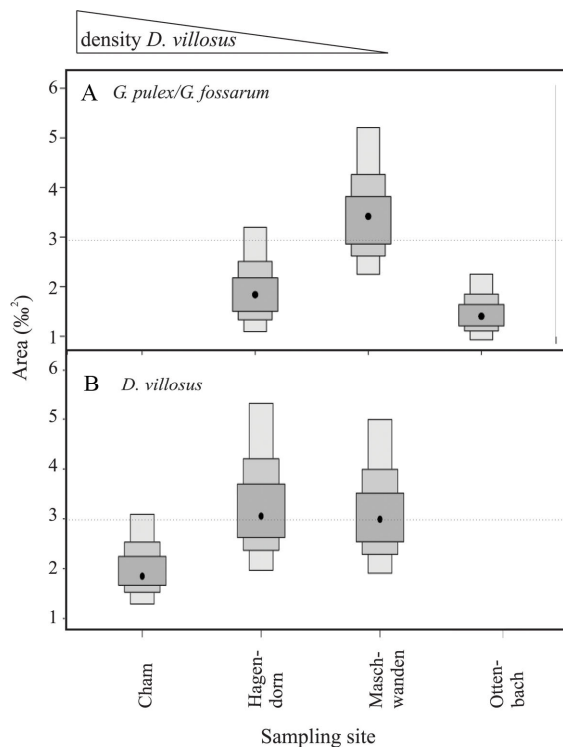 density D. villosus
A G. pulex/G. fossarum
6
5
4
3
2
1
Area (‰²)
B D. villosus
6
5
4
3
2
1
Cham
Hagen-
dorn
Masch-
wanden
Otten-
bach
Sampling site